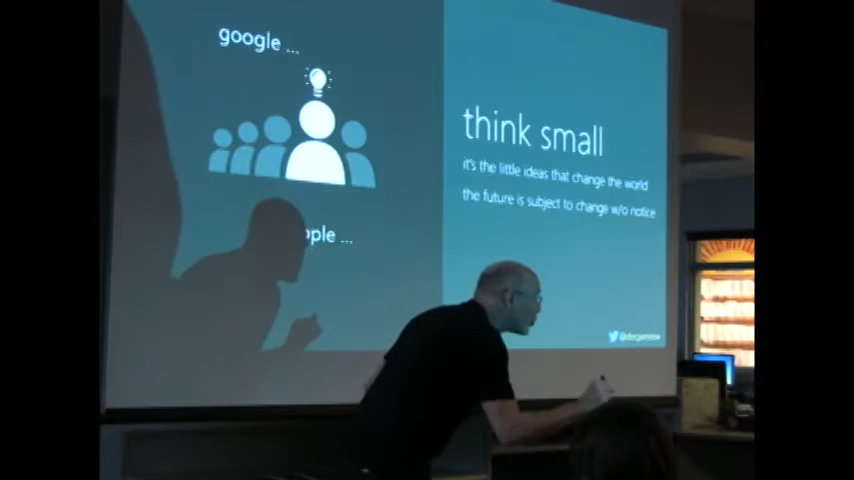 google ...
think small
it's the little ideas that change the world
the future is subject to change w/o notice